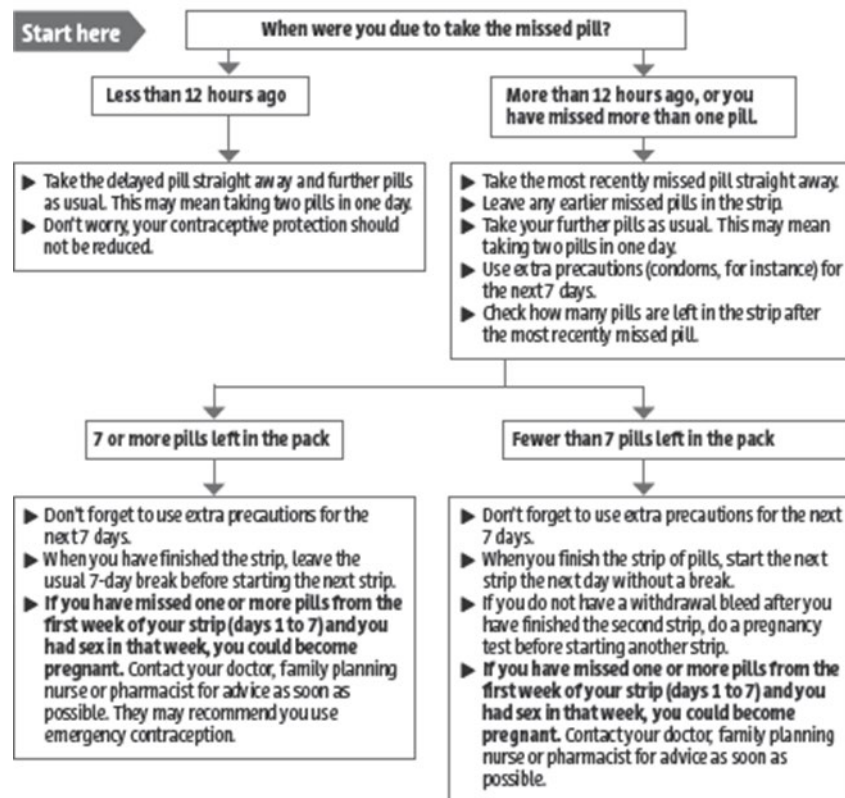 Start here
When were you due to take the missed pill?
Less than 12 hours ago
More than 12 hours ago, or you
have missed more than one pill.
▶ Take the delayed pill straight away and further pills
as usual. This may mean taking two pills in one day.
▶ Don't worry, your contraceptive protection should
not be reduced.
▶ Take the most recently missed pill straight away.
▶ Leave any earlier missed pills in the strip.
▶ Take your further pills as usual. This may mean
taking two pills in one day.
▶ Use extra precautions (condoms, for instance) for
the next 7 days.
▶ Check how many pills are left in the strip after
the most recently missed pill.
7 or more pills left in the pack
Fewer than 7 pills left in the pack
▶ Don't forget to use extra precautions for the
next 7 days.
▶ When you have finished the strip, leave the
usual 7-day break before starting the next strip.
▶ If you have missed one or more pills from the
first week of your strip (days 1 to 7) and you
had sex in that week, you could become
pregnant. Contact your doctor, family planning
nurse or pharmacist for advice as soon as
possible. They may recommend you use
emergency contraception.
▶ Don't forget to use extra precautions for the next
7 days.
▶ When you finish the strip of pills, start the next
strip the next day without a break.
▶ If you do not have a withdrawal bleed after you
have finished the second strip, do a pregnancy
test before starting another strip.
▶ If you have missed one or more pills from the
first week of your strip (days 1 to 7) and you
had sex in that week, you could become
pregnant. Contact your doctor, family planning
nurse or pharmacist for advice as soon as
possible.